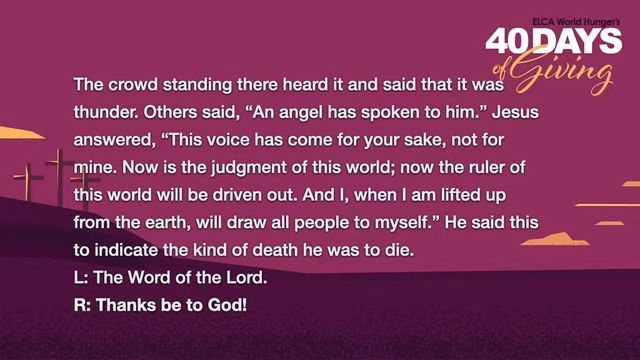 ELCA World Hunger's
40 DAYS
of Giving
The crowd standing there heard it and said that it was
thunder. Others said, “An angel has spoken to him.” Jesus
answered, “This voice has come for your sake, not for
mine. Now is the judgment of this world; now the ruler of
this world will be driven out. And I, when I am lifted up
from the earth, will draw all people to myself.” He said this
to indicate the kind of death he was to die.
L: The Word of the Lord.
R: Thanks be to God!